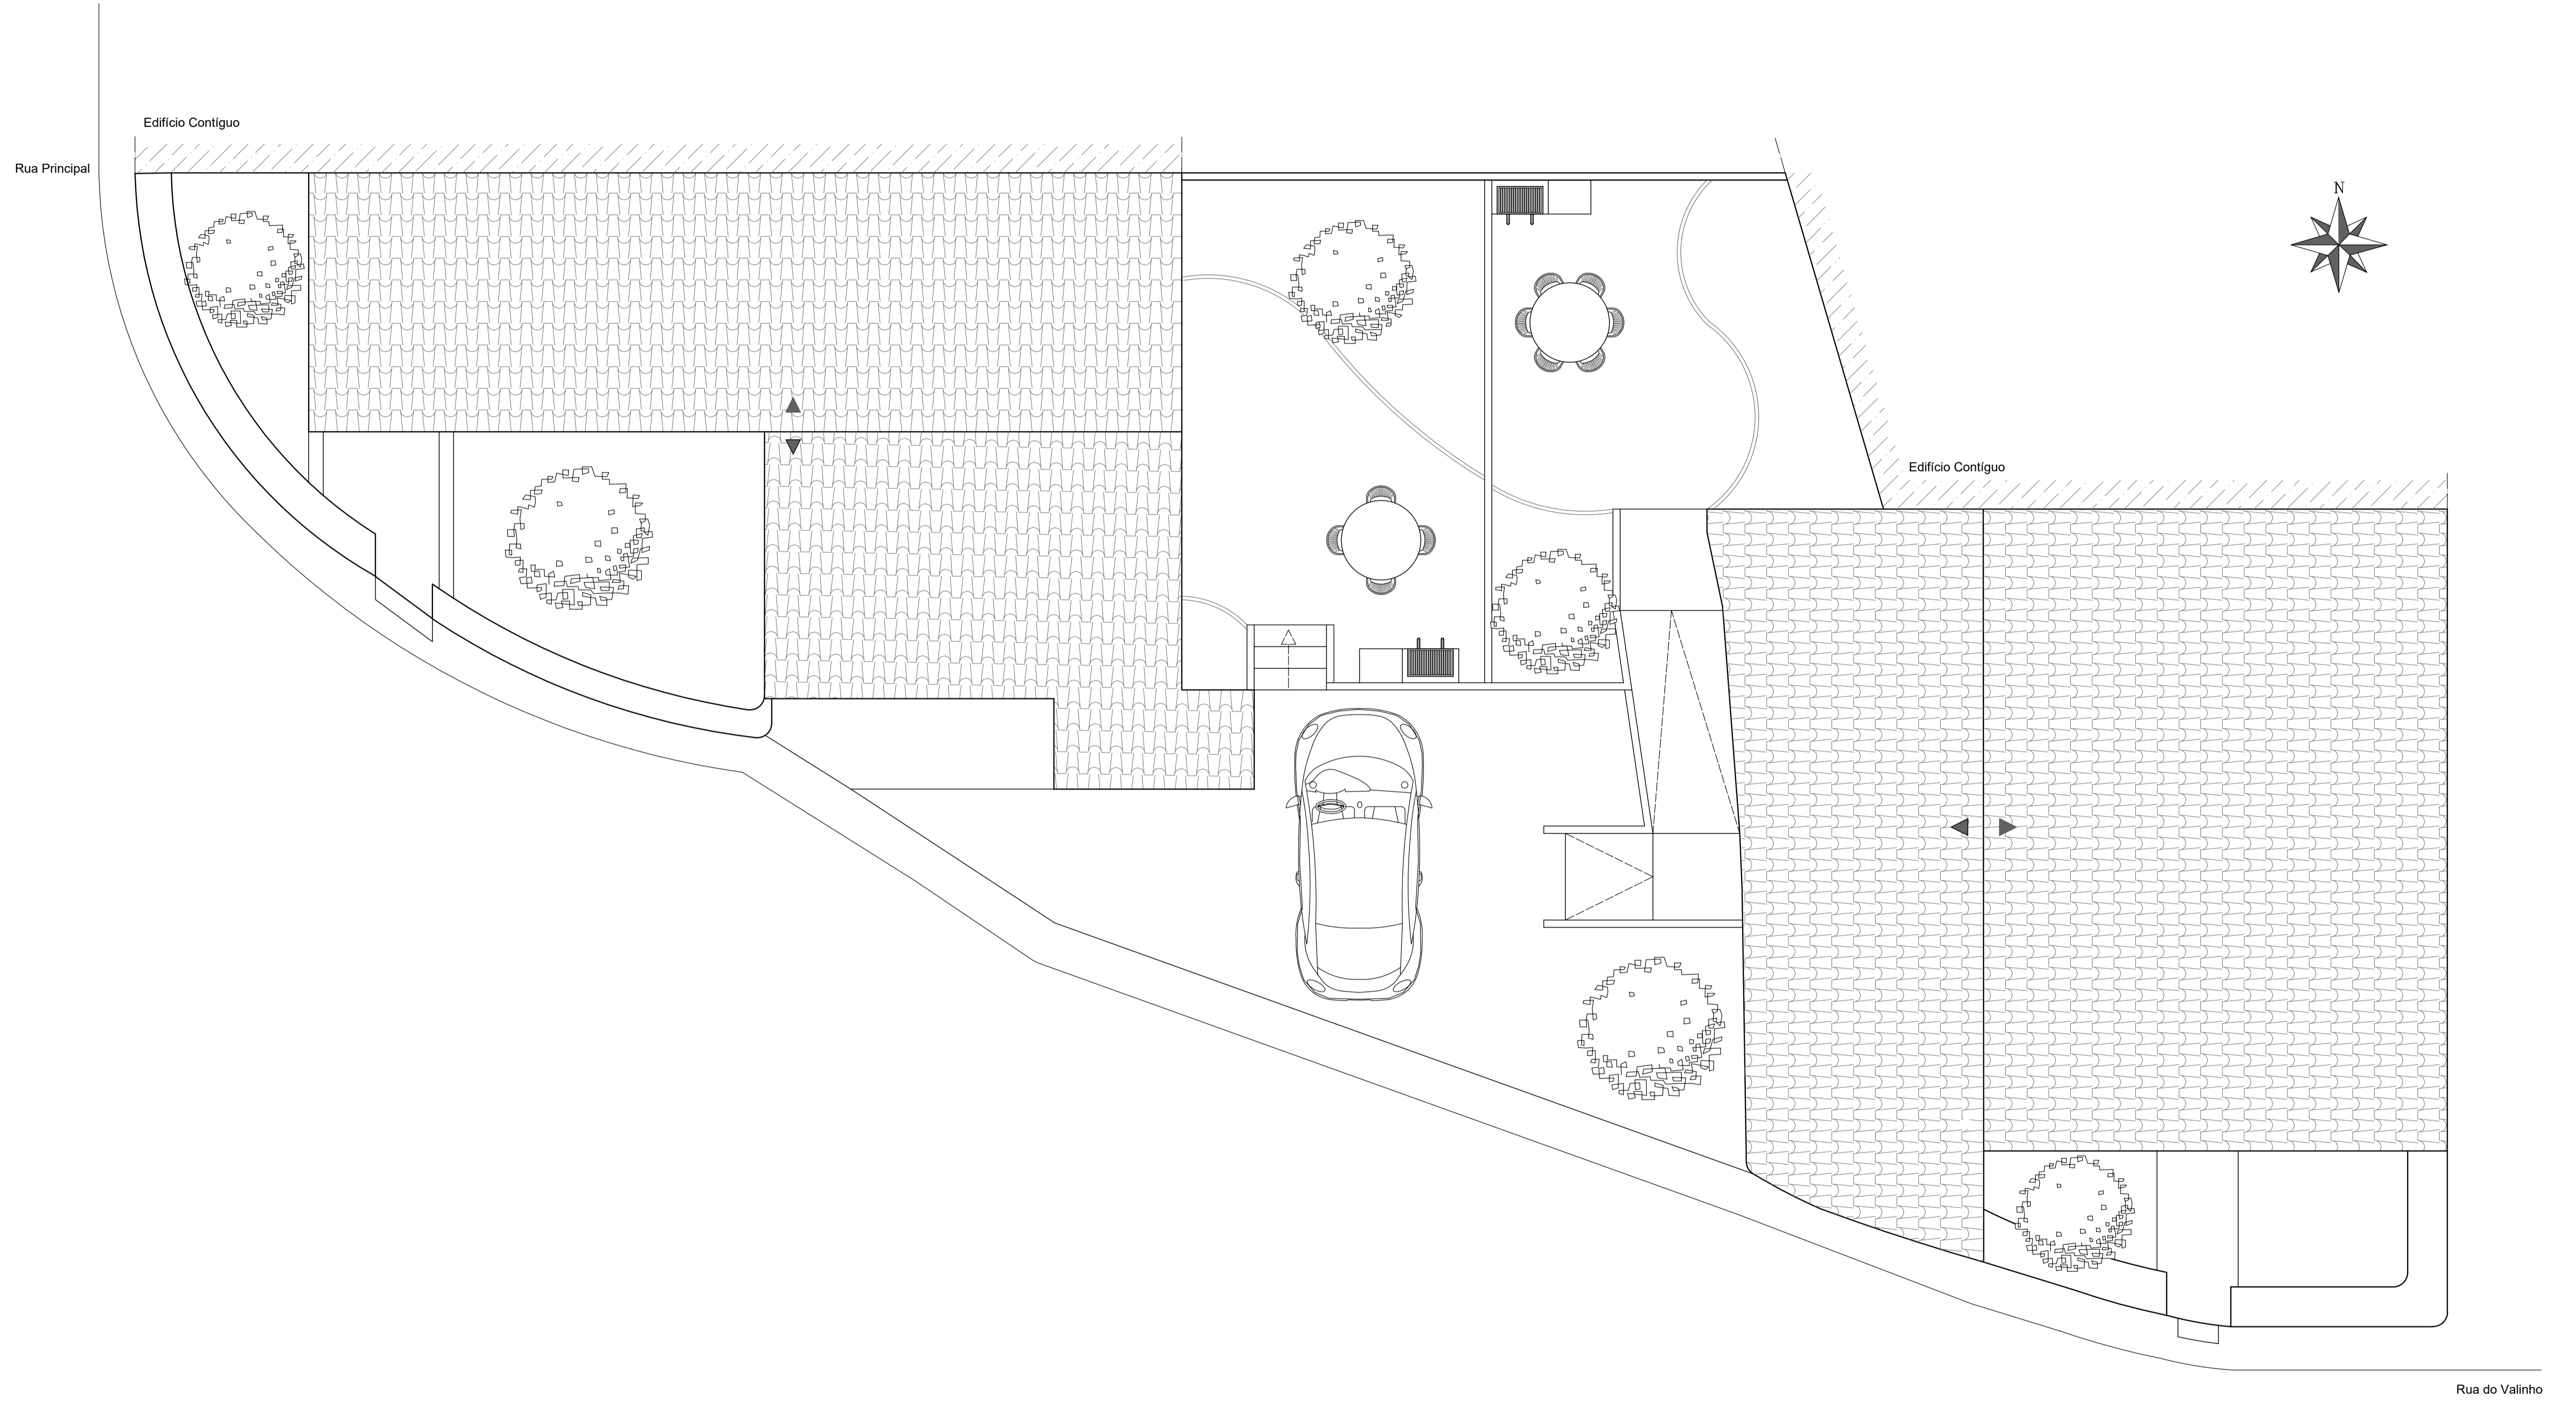 Edifício Contíguo
Rua Principal
N
Edifício Contíguo
Rua do Valinho